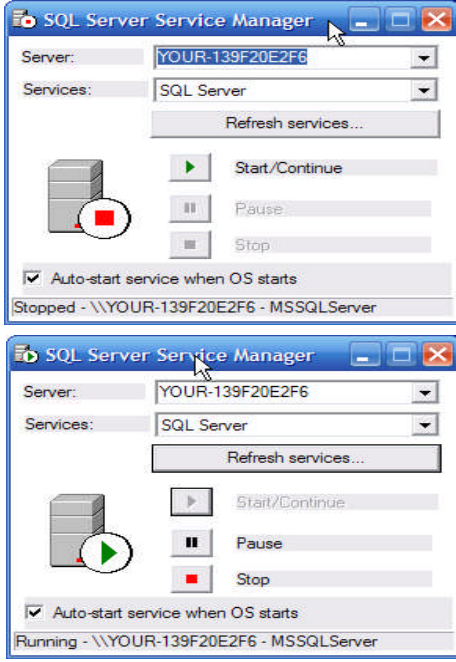 SQL Server Service Manager
Server: YOUR-139F20E2F6
Services: SQL Server
Refresh services...
Start/Continue
Pause
Stop
Auto-start service when OS starts
Stopped - \\YOUR-139F20E2F6 - MSSQLServer
SQL Server Service Manager
Server: YOUR-139F20E2F6
Services: SQL Server
Refresh services...
Start/Continue
Pause
Stop
Auto-start service when OS starts
Running - \\YOUR-139F20E2F6 - MSSQLServer